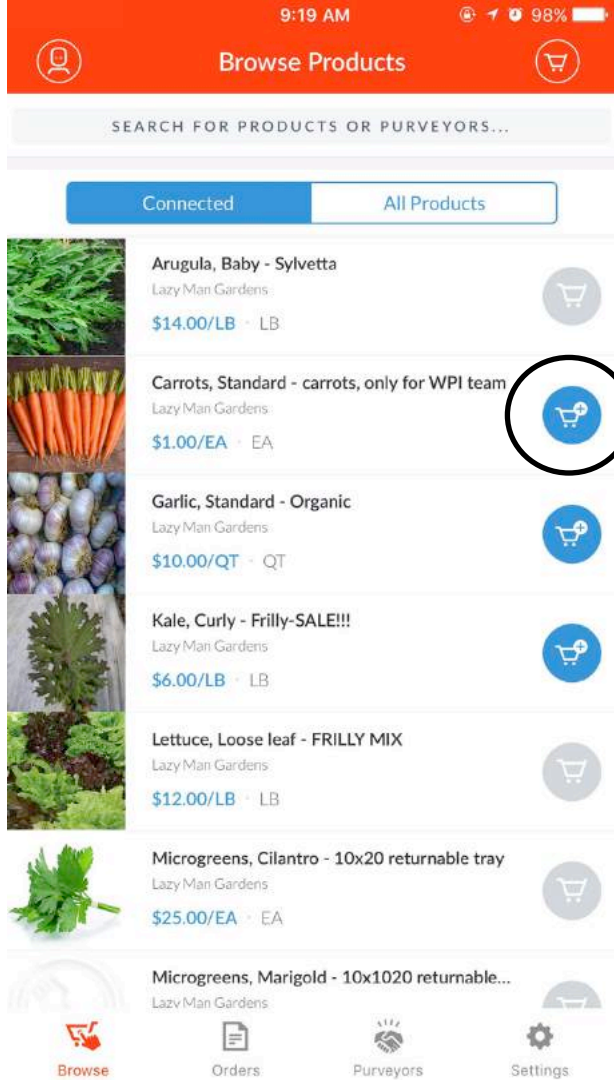 9:19 AM 98%
Browse Products
SEARCH FOR PRODUCTS OR PURVEYORS...
Connected All Products
Arugula, Baby - Sylvetta
Lazy Man Gardens
$14.00/LB · LB
Carrots, Standard - carrots, only for WPI team
Lazy Man Gardens
$1.00/EA · EA
Garlic, Standard - Organic
Lazy Man Gardens
$10.00/QT · QT
Kale, Curly - Frilly-SALE!!!
Lazy Man Gardens
$6.00/LB · LB
Lettuce, Loose leaf - FRILLY MIX
Lazy Man Gardens
$12.00/LB · LB
Microgreens, Cilantro - 10x20 returnable tray
Lazy Man Gardens
$25.00/EA · EA
Microgreens, Marigold - 10x1020 returnable...
Lazy Man Gardens
Browse Orders Purveyors Settings